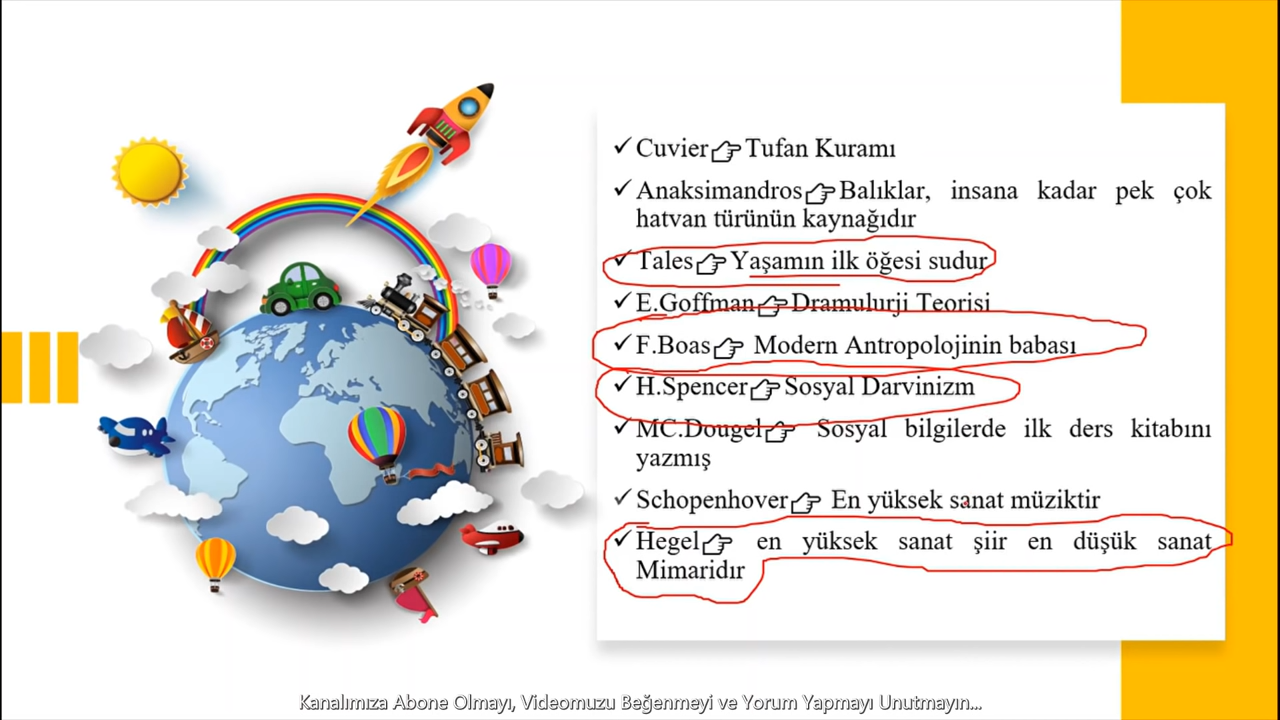 ✓ Cuvier👉Tufan Kuramı
✓ Anaksimandros👉Balıklar, insana kadar pek çok
hatvan türünün kaynağıdır
✓ Tales👉Yaşamın ilk öğesi sudur
✓ E.Goffman👉Dramulurji Teorisi
✓ F.Boas👉 Modern Antropolojinin babası
✓ H.Spencer👉Sosyal Darvinizm
✓ MC.Dougel👉 Sosyal bilgilerde ilk ders kitabını
yazmış
✓ Schopenhover👉 En yüksek sanat müziktir
✓ Hegel👉 en yüksek sanat şiir en düşük sanat
Mimaridır
Kanalımıza Abone Olmayı, Videomuzu Beğenmeyi ve Yorum Yapmayı Unutmayın...